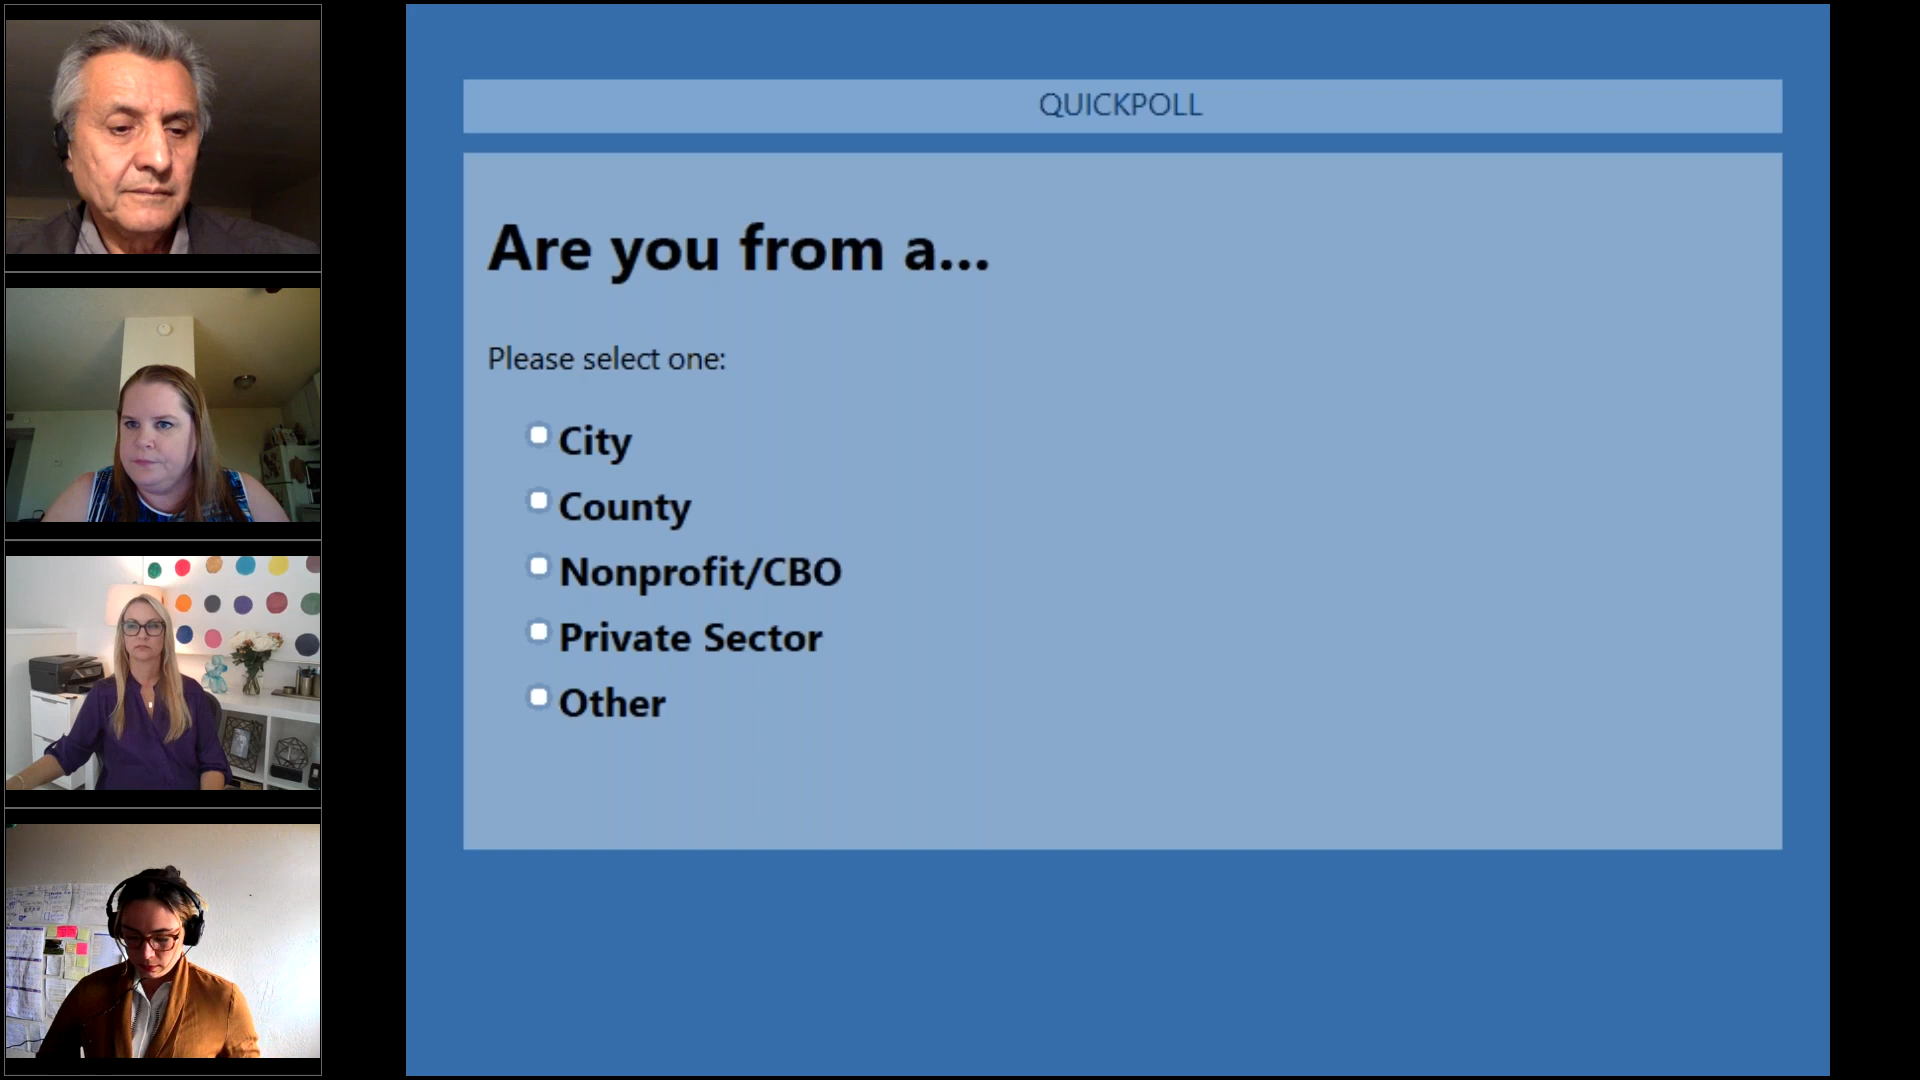 QUICKPOLL
Are you from a...
Please select one:
City
County
Nonprofit/CBO
Private Sector
Other